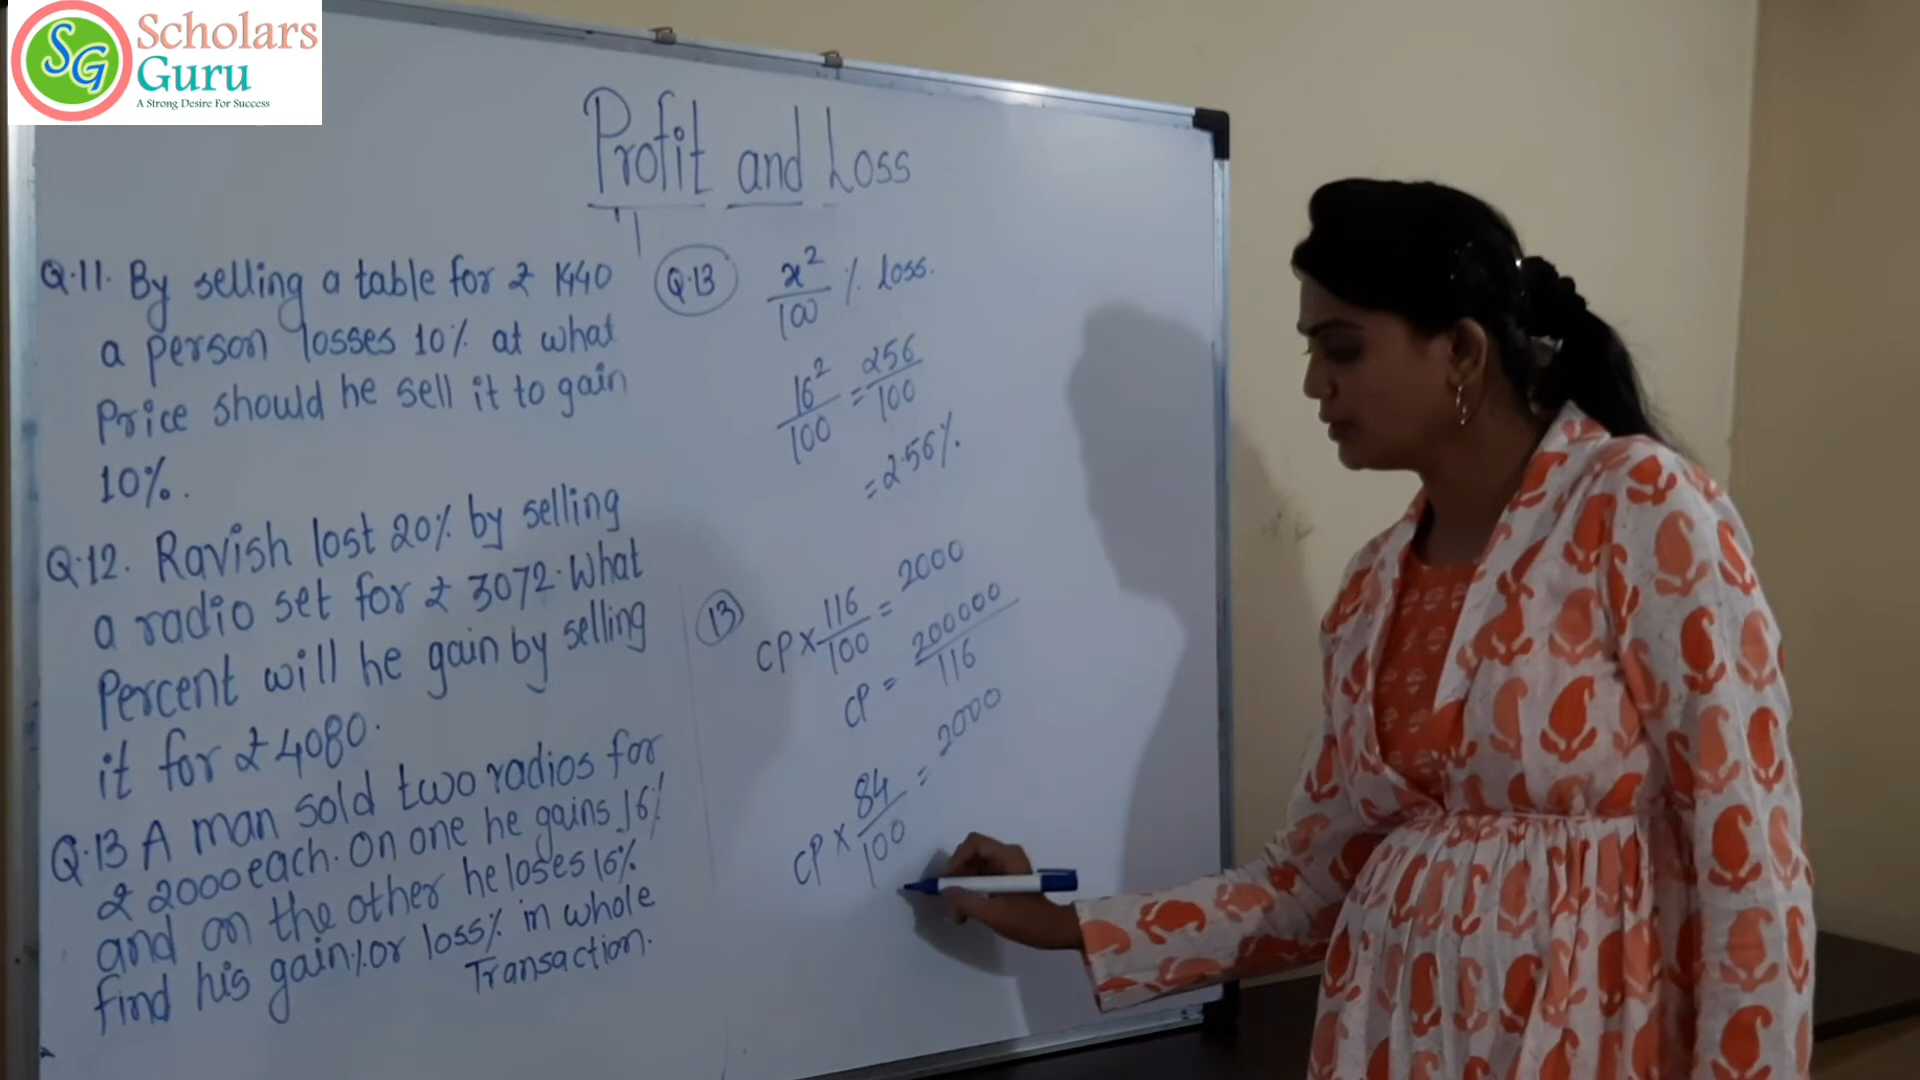 SG
Scholars
Guru
A Strong Desire For Success
Profit and Loss
Q.11. By selling a table for ₹ 1440
a person losses 10% at what
Price should he sell it to gain
10%.
Q.12. Ravish lost 20% by selling
a radio set for ₹ 3072. What
Percent will he gain by selling
it for ₹ 4080.
Q.13 A man sold two radios for
₹ 2000 each. On one he gains 16%
and on the other he loses 16%
find his gain% or loss% in whole
Transaction.
Q.13
x²/100 % loss.
16²/100 = 256/100
= 2.56%.
13
CP × 116/100 = 2000
CP = 200000/116
CP × 84/100 = 2000